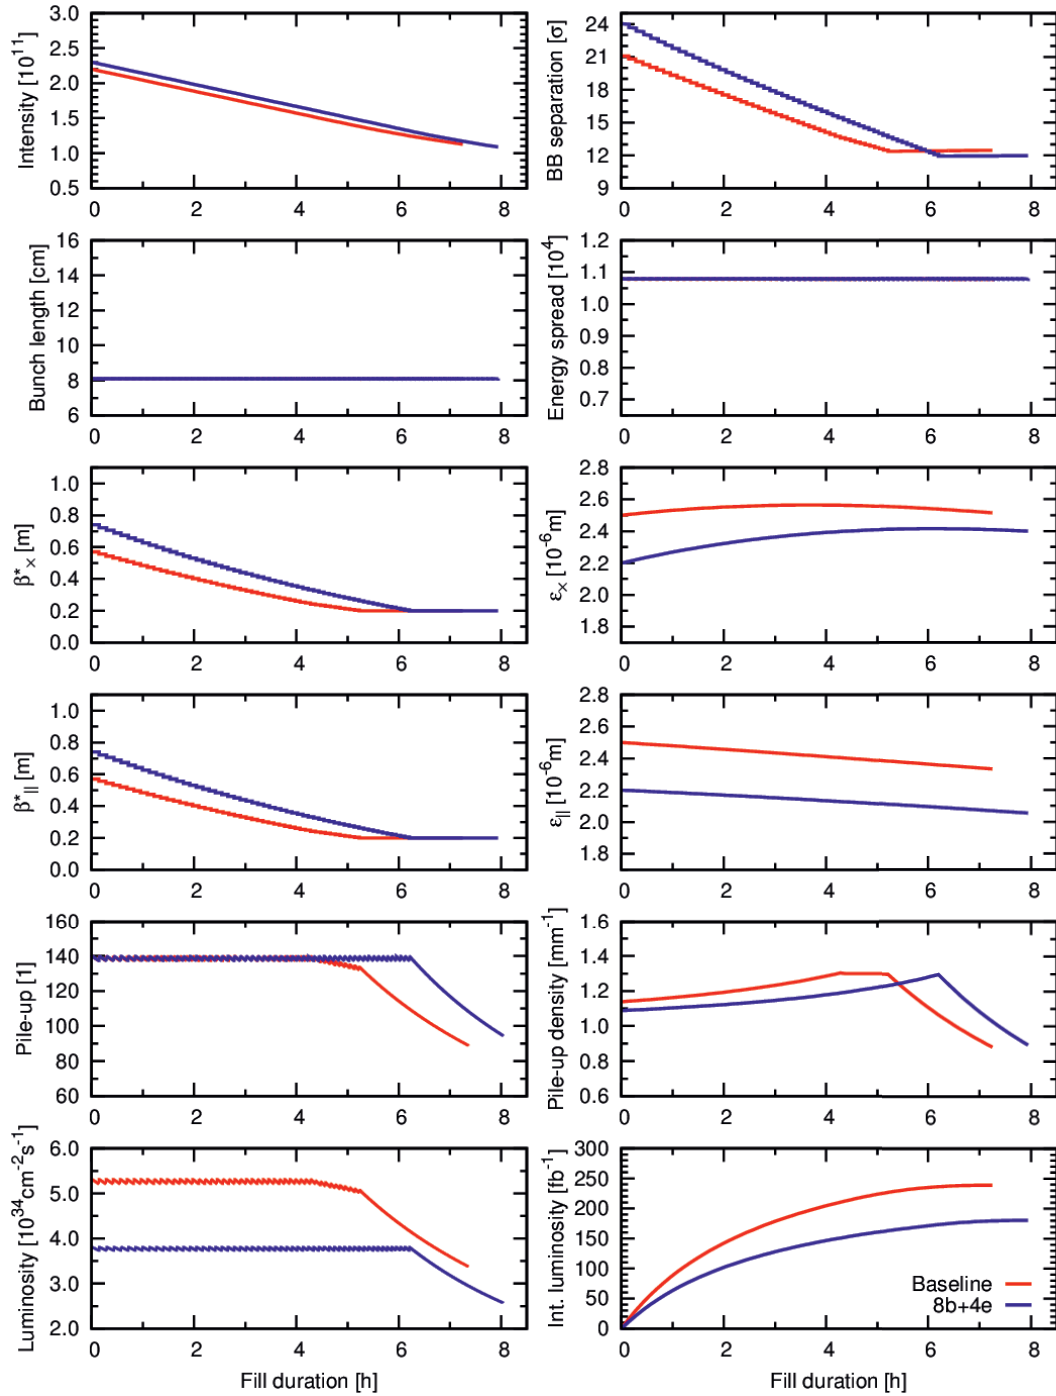 Intensity [10^11]
3.0
2.5
2.0
1.5
1.0
0.5
0 2 4 6 8
BB separation [σ]
24
21
18
15
12
9
0 2 4 6 8
Bunch length [cm]
16
14
12
10
8
6
0 2 4 6 8
Energy spread [10^4]
1.2
1.1
1.0
0.9
0.8
0.7
0 2 4 6 8
β*× [m]
1.0
0.8
0.6
0.4
0.2
0.0
0 2 4 6 8
ε× [10^-6m]
2.8
2.6
2.4
2.2
2.0
1.8
0 2 4 6 8
β*|| [m]
1.0
0.8
0.6
0.4
0.2
0.0
0 2 4 6 8
ε|| [10^-6m]
2.8
2.6
2.4
2.2
2.0
1.8
0 2 4 6 8
Pile-up [1]
160
140
120
100
80
60
0 2 4 6 8
Pile-up density [mm^-1]
1.6
1.4
1.2
1.0
0.8
0.6
0 2 4 6 8
Luminosity [10^34cm^-2s^-1]
6.0
5.0
4.0
3.0
2.0
0 2 4 6 8
Fill duration [h]
Int. luminosity [fb^-1]
300
250
200
150
100
50
0
Baseline
8b+4e
0 2 4 6 8
Fill duration [h]